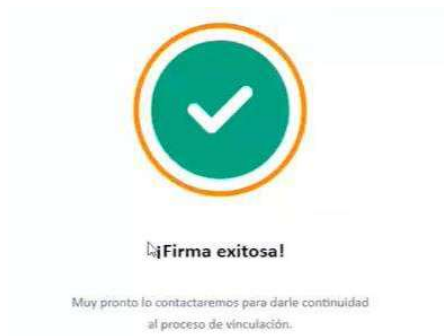 ¡Firma exitosa!
Muy pronto lo contactaremos para darle continuidad
al proceso de vinculación.